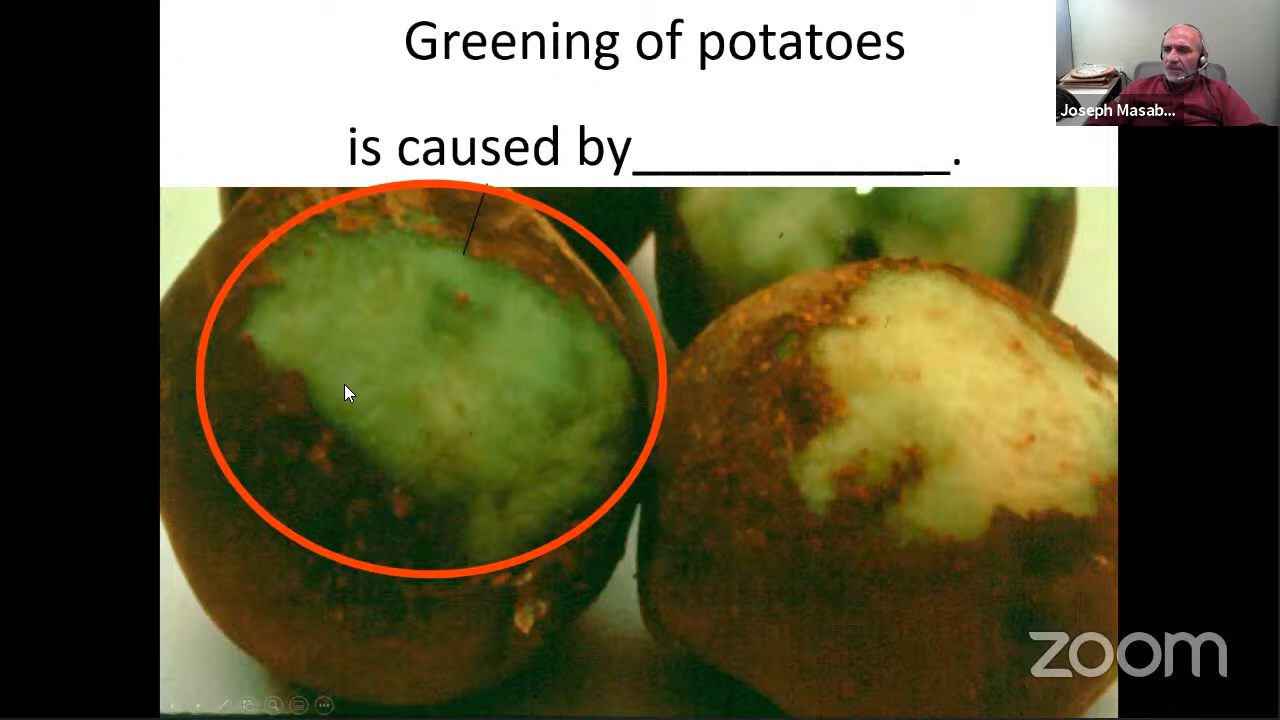 Greening of potatoes
is caused by____________.
Joseph Masab...
zoom